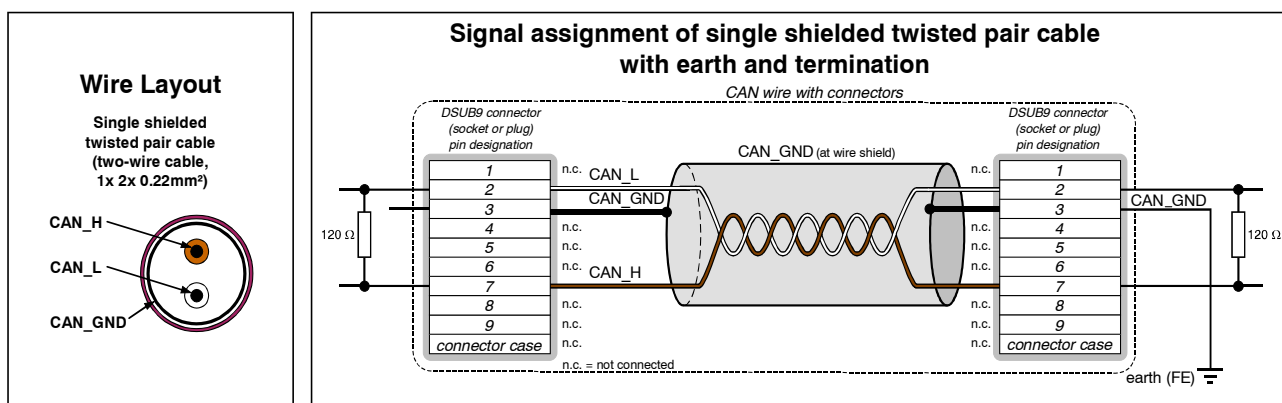 Wire Layout
Single shielded
twisted pair cable
(two-wire cable,
1x 2x 0.22mm²)
CAN_H
CAN_L
CAN_GND
Signal assignment of single shielded twisted pair cable
with earth and termination
CAN wire with connectors
DSUB9 connector
(socket or plug)
pin designation
1
2
3
4
5
6
7
8
9
connector case
120 Ω
n.c.
CAN_L
CAN_GND
n.c.
n.c.
n.c.
CAN_H
n.c.
n.c.
n.c.
n.c. = not connected
CAN_GND (at wire shield)
DSUB9 connector
(socket or plug)
pin designation
n.c.
n.c.
n.c.
n.c.
n.c.
n.c.
n.c.
1
2
3
4
5
6
7
8
9
connector case
CAN_GND
120 Ω
earth (FE)